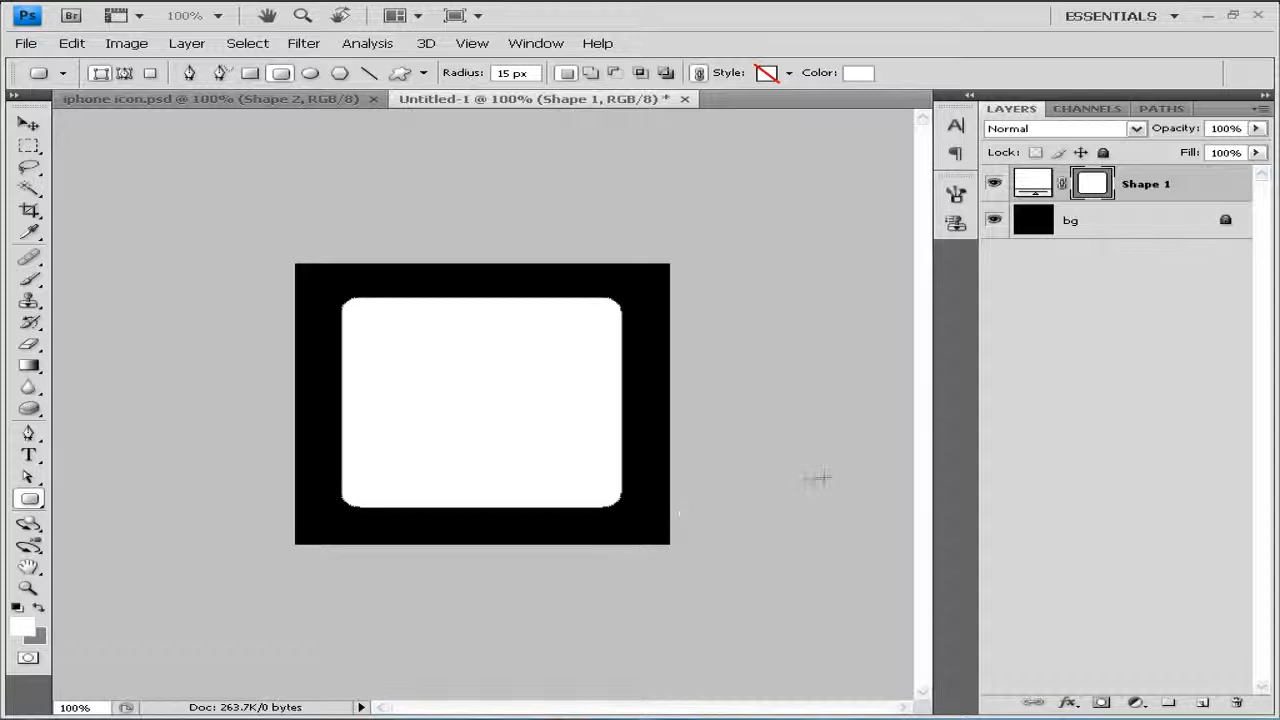 Ps Br 100% ESSENTIALS
File Edit Image Layer Select Filter Analysis 3D View Window Help
Radius: 15 px Style: Color:
iphone icon.psd @ 100% (Shape 2, RGB/8) × Untitled-1 @ 100% (Shape 1, RGB/8) * ×
LAYERS CHANNELS PATHS
Normal Opacity: 100%
Lock: Fill: 100%
Shape 1
bg
A
T
100% Doc: 283.7K/0 bytes
fx.